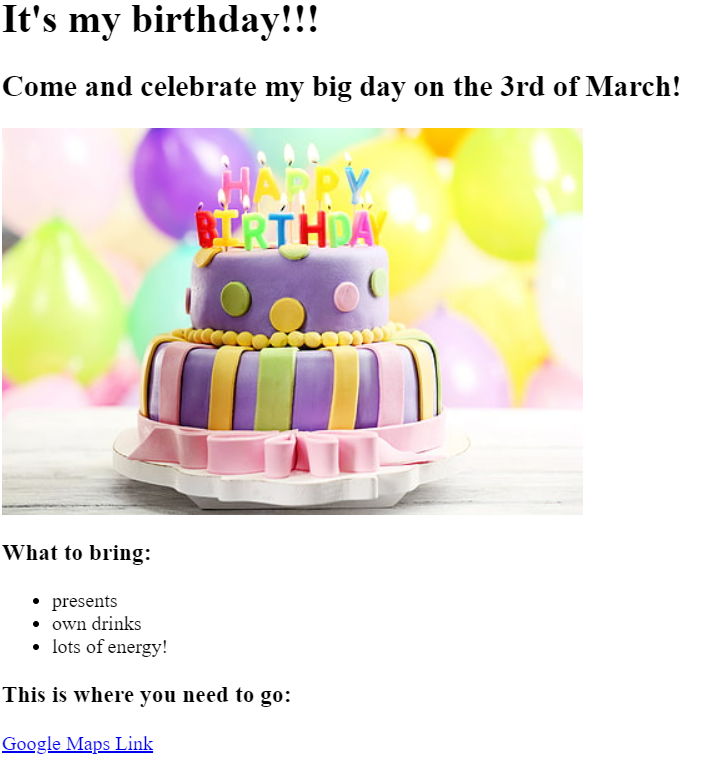 It's my birthday!!!
Come and celebrate my big day on the 3rd of March!
HAPPY
BIRTHDAY
What to bring:
presents
own drinks
lots of energy!
This is where you need to go:
Google Maps Link